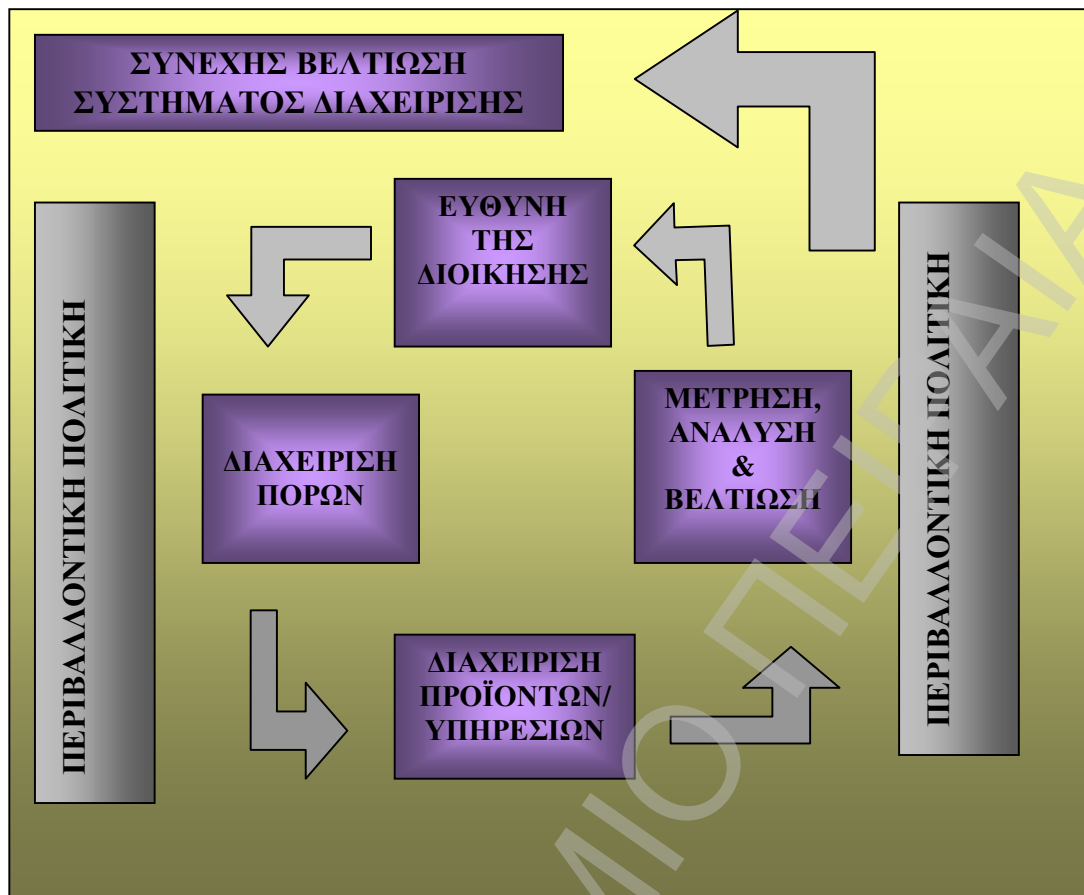 ΣΥΝΕΧΗΣ ΒΕΛΤΙΩΣΗ
ΣΥΣΤΗΜΑΤΟΣ ΔΙΑΧΕΙΡΙΣΗΣ
ΠΕΡΙΒΑΛΛΟΝΤΙΚΗ ΠΟΛΙΤΙΚΗ
ΕΥΘΥΝΗ
ΤΗΣ
ΔΙΟΙΚΗΣΗΣ
ΔΙΑΧΕΙΡΙΣΗ
ΠΟΡΩΝ
ΜΕΤΡΗΣΗ,
ΑΝΑΛΥΣΗ
&
ΒΕΛΤΙΩΣΗ
ΔΙΑΧΕΙΡΙΣΗ
ΠΡΟΪΟΝΤΩΝ/
ΥΠΗΡΕΣΙΩΝ
ΠΕΡΙΒΑΛΛΟΝΤΙΚΗ ΠΟΛΙΤΙΚΗ